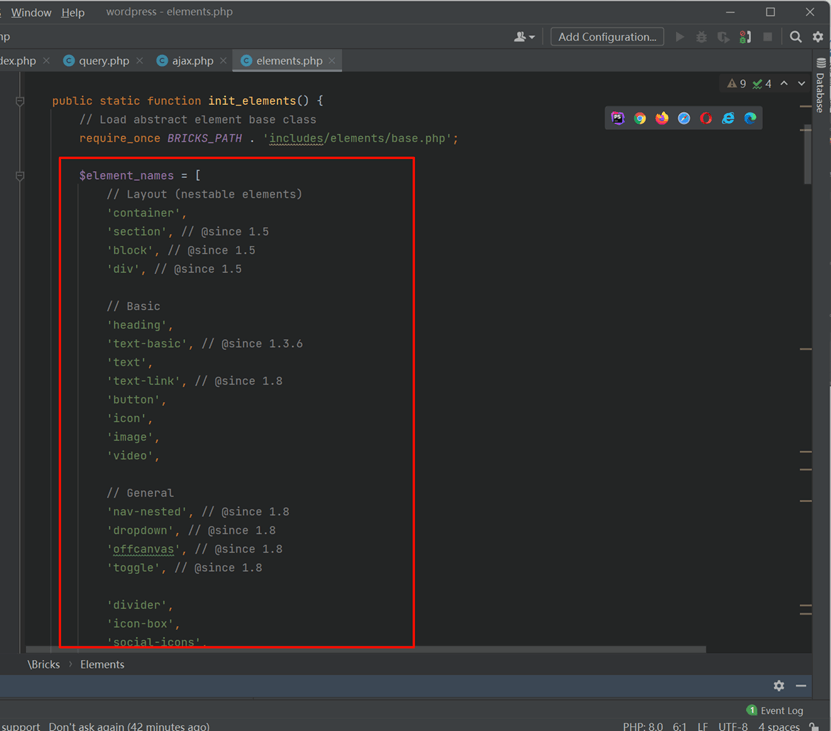 Window Help wordpress - elements.php
Add Configuration...
query.php ajax.php elements.php
public static function init_elements() {
9 4
// Load abstract element base class
require_once BRICKS_PATH . 'includes/elements/base.php';
Database
$element_names = [
// Layout (nestable elements)
'container',
'section', // @since 1.5
'block', // @since 1.5
'div', // @since 1.5
// Basic
'heading',
'text-basic', // @since 1.3.6
'text',
'text-link', // @since 1.8
'button',
'icon',
'image',
'video',
// General
'nav-nested', // @since 1.8
'dropdown', // @since 1.8
'offcanvas', // @since 1.8
'toggle', // @since 1.8
'divider',
'icon-box',
'social-icons',
\Bricks › Elements
1 Event Log
support Don't ask again (42 minutes ago) PHP: 8.0 6:1 LF UTF-8 4 spaces